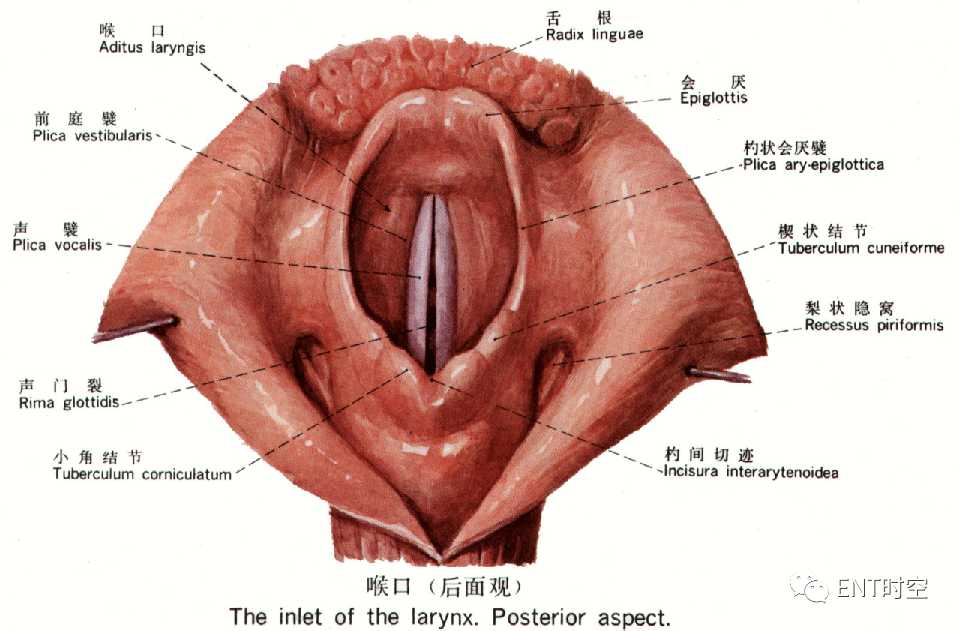 喉口
Aditus laryngis
前庭襞
Plica vestibularis
声襞
Plica vocalis
声门裂
Rima glottidis
小角结节
Tuberculum corniculatum
舌根
Radix linguae
会厌
Epiglottis
杓状会厌襞
Plica ary-epiglottica
楔状结节
Tuberculum cuneiforme
梨状隐窝
Recessus piriformis
杓间切迹
Incisura interarytenoidea
喉口（后面观）
The inlet of the larynx. Posterior aspect.
ENT时空